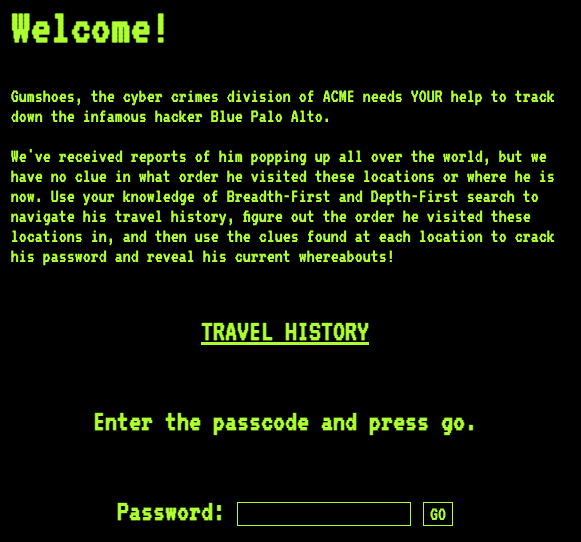 Welcome!
Gumshoes, the cyber crimes division of ACME needs YOUR help to track
down the infamous hacker Blue Palo Alto.
We've received reports of him popping up all over the world, but we
have no clue in what order he visited these locations or where he is
now. Use your knowledge of Breadth-First and Depth-First search to
navigate his travel history, figure out the order he visited these
locations in, and then use the clues found at each location to crack
his password and reveal his current whereabouts!
TRAVEL HISTORY
Enter the passcode and press go.
Password: GO